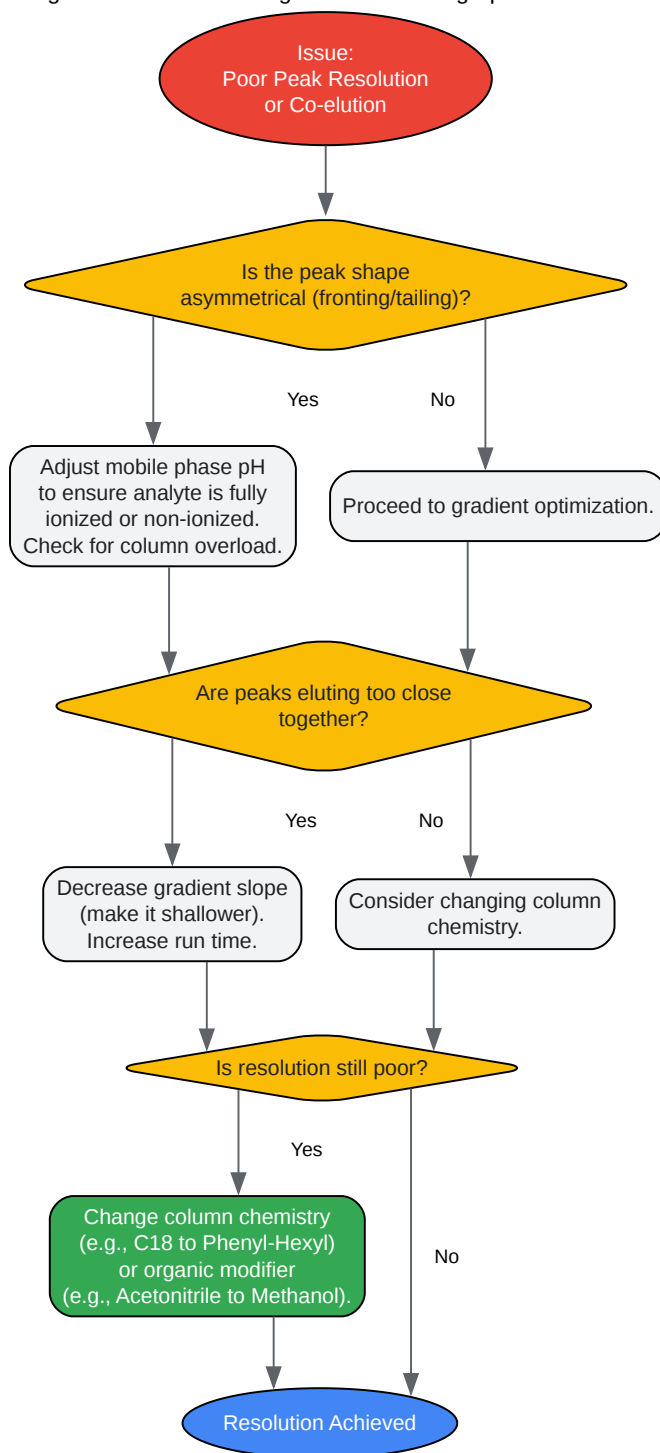 Issue:
Poor Peak Resolution
or Co-elution
Is the peak shape
asymmetrical (fronting/tailing)?
Yes
No
Adjust mobile phase pH
to ensure analyte is fully
ionized or non-ionized.
Check for column overload.
Proceed to gradient optimization.
Are peaks eluting too close
together?
Yes
No
Decrease gradient slope
(make it shallower).
Increase run time.
Consider changing column
chemistry.
Is resolution still poor?
Yes
Change column chemistry
(e.g., C18 to Phenyl-Hexyl)
or organic modifier
(e.g., Acetonitrile to Methanol).
No
Resolution Achieved